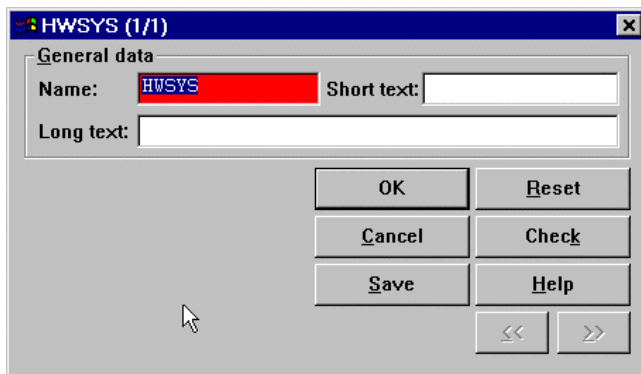 HWSYS (1/1)
General data
Name: HWSYS Short text:
Long text:
OK Reset
Cancel Check
Save Help
<< >>